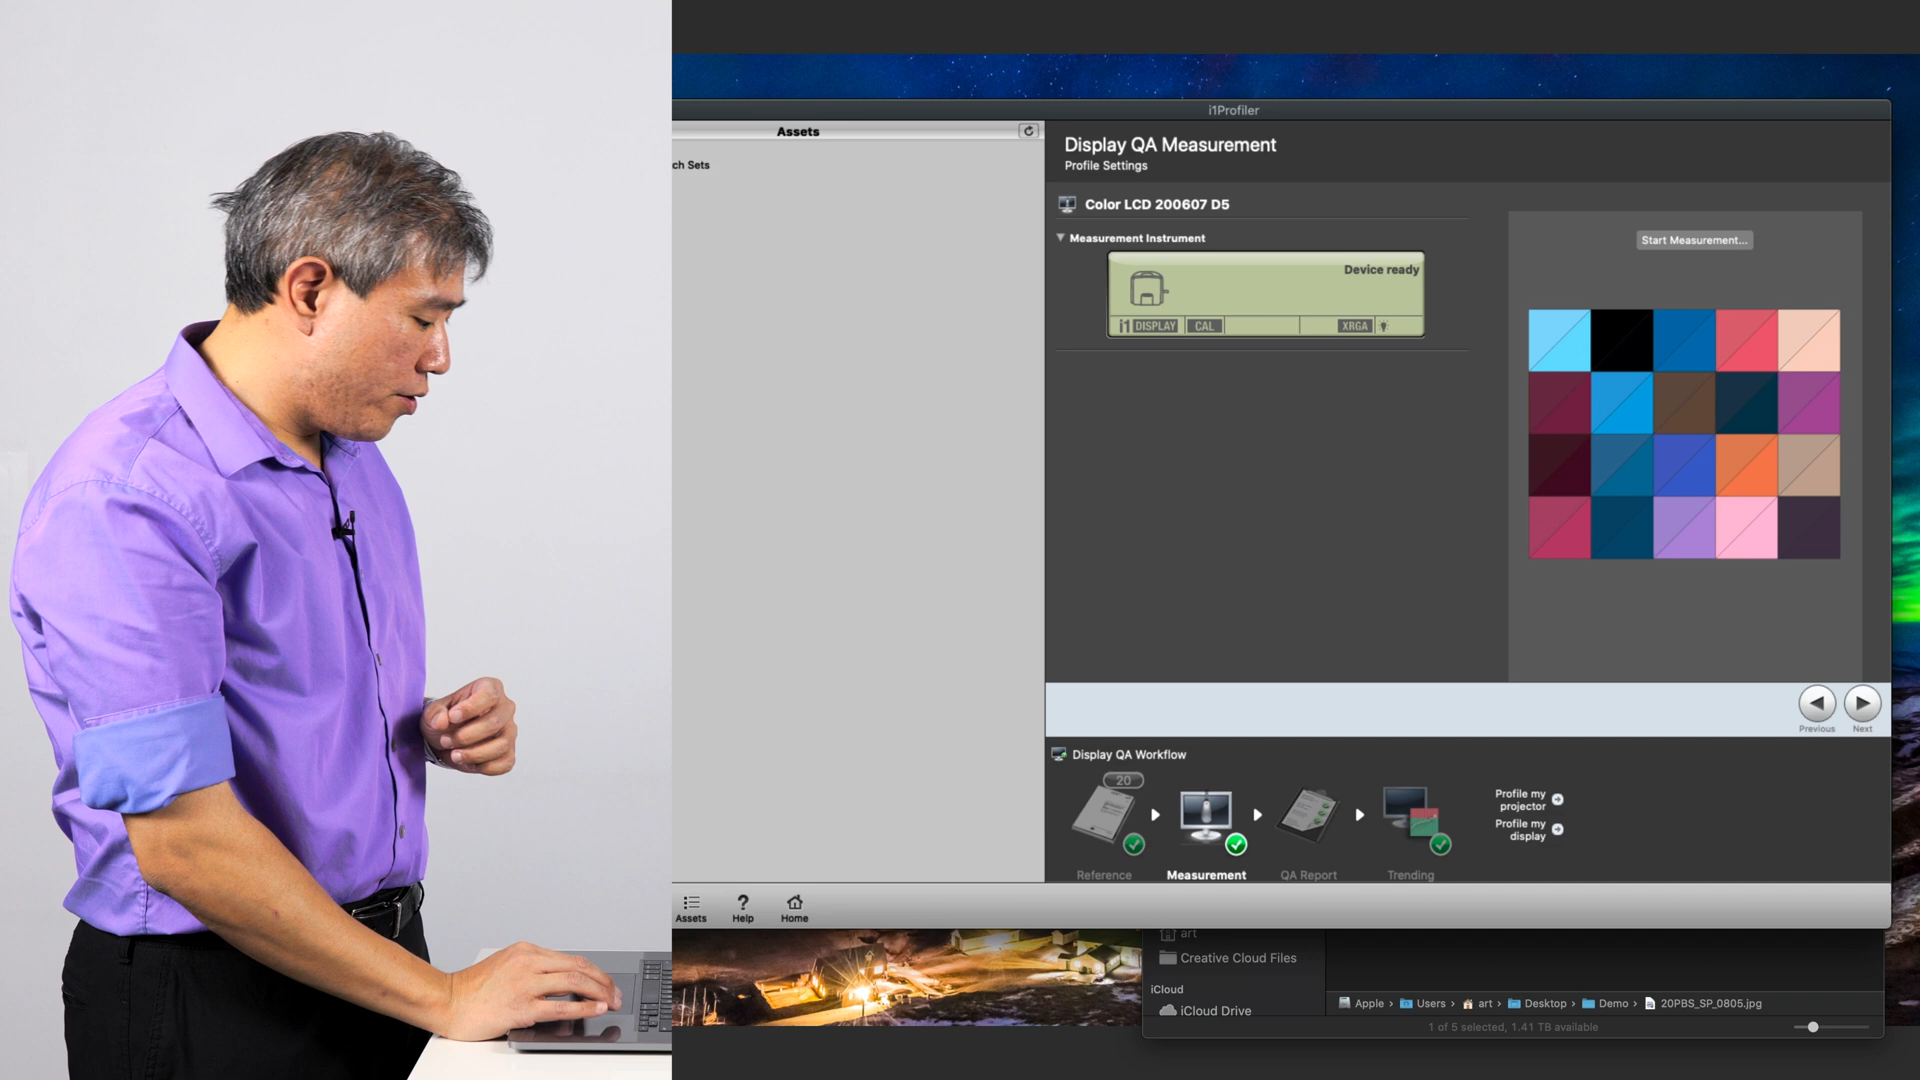 i1Profiler
Assets
ch Sets
Display QA Measurement
Profile Settings
Color LCD 200607 D5
Measurement Instrument
Device ready
i1 DISPLAY CAL XRGA
Start Measurement...
Previous Next
Display QA Workflow
20
Reference Measurement QA Report Trending
Profile my
projector
Profile my
display
Assets Help Home
art
Creative Cloud Files
iCloud
iCloud Drive
Apple › Users › art › Desktop › Demo › 20PBS_SP_0805.jpg
1 of 5 selected, 1.41 TB available